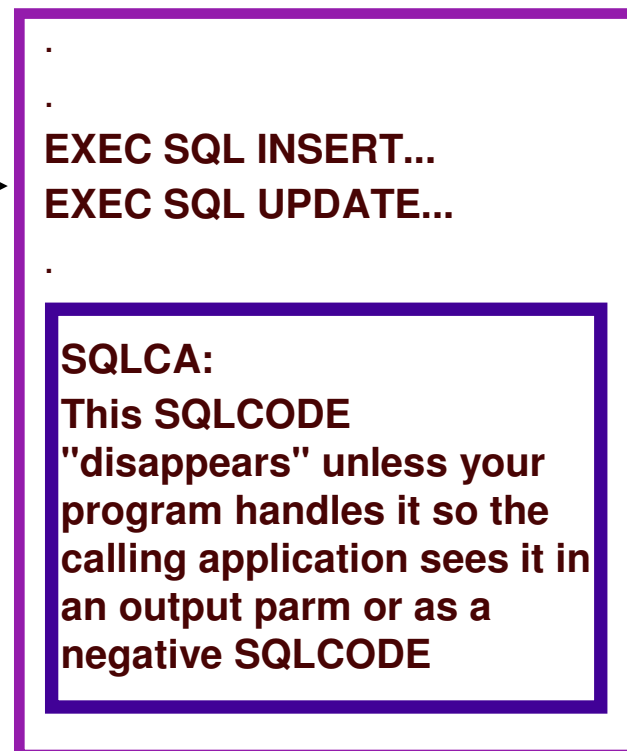 .
.
EXEC SQL INSERT...
EXEC SQL UPDATE...
.
SQLCA:
This SQLCODE
"disappears" unless your
program handles it so the
calling application sees it in
an output parm or as a
negative SQLCODE